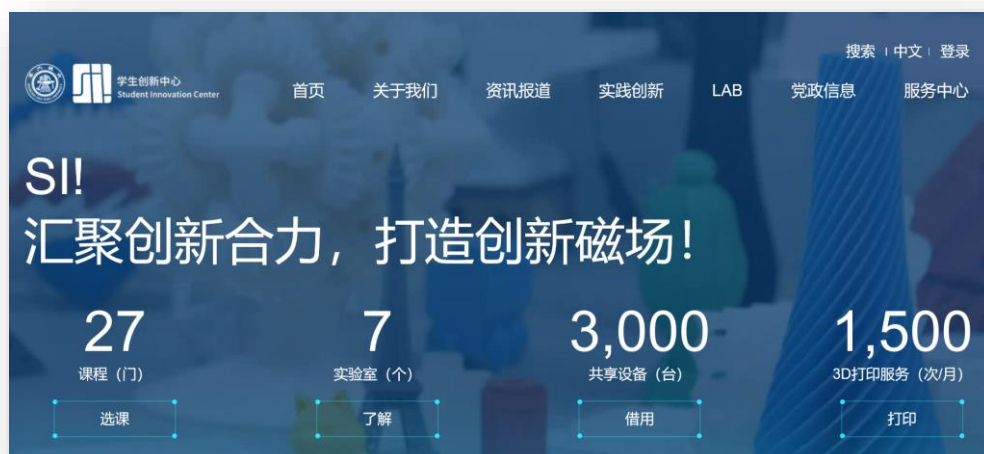 搜索 | 中文 | 登录
学生创新中心
Student Innovation Center
首页 关于我们 资讯报道 实践创新 LAB 党政信息 服务中心
SI!
汇聚创新合力，打造创新磁场！
27 7 3,000 1,500
课程（门） 实验室（个） 共享设备（台） 3D打印服务（次/月）
选课 了解 借用 打印